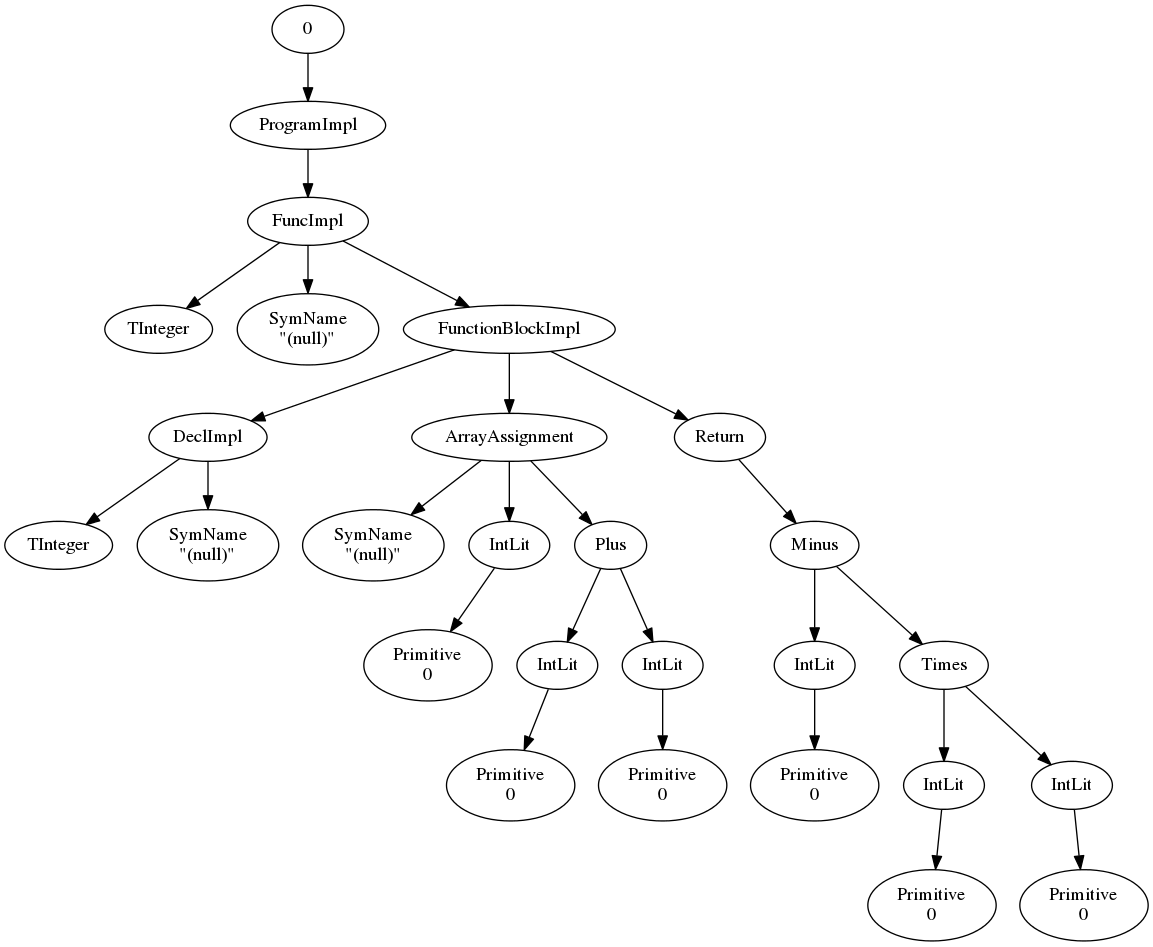 0
ProgramImpl
FuncImpl
TInteger
SymName
"(null)"
FunctionBlockImpl
DeclImpl
ArrayAssignment
Return
TInteger
SymName
"(null)"
SymName
"(null)"
IntLit
Plus
Minus
Primitive
0
IntLit
IntLit
IntLit
Times
Primitive
0
Primitive
0
Primitive
0
IntLit
IntLit
Primitive
0
Primitive
0